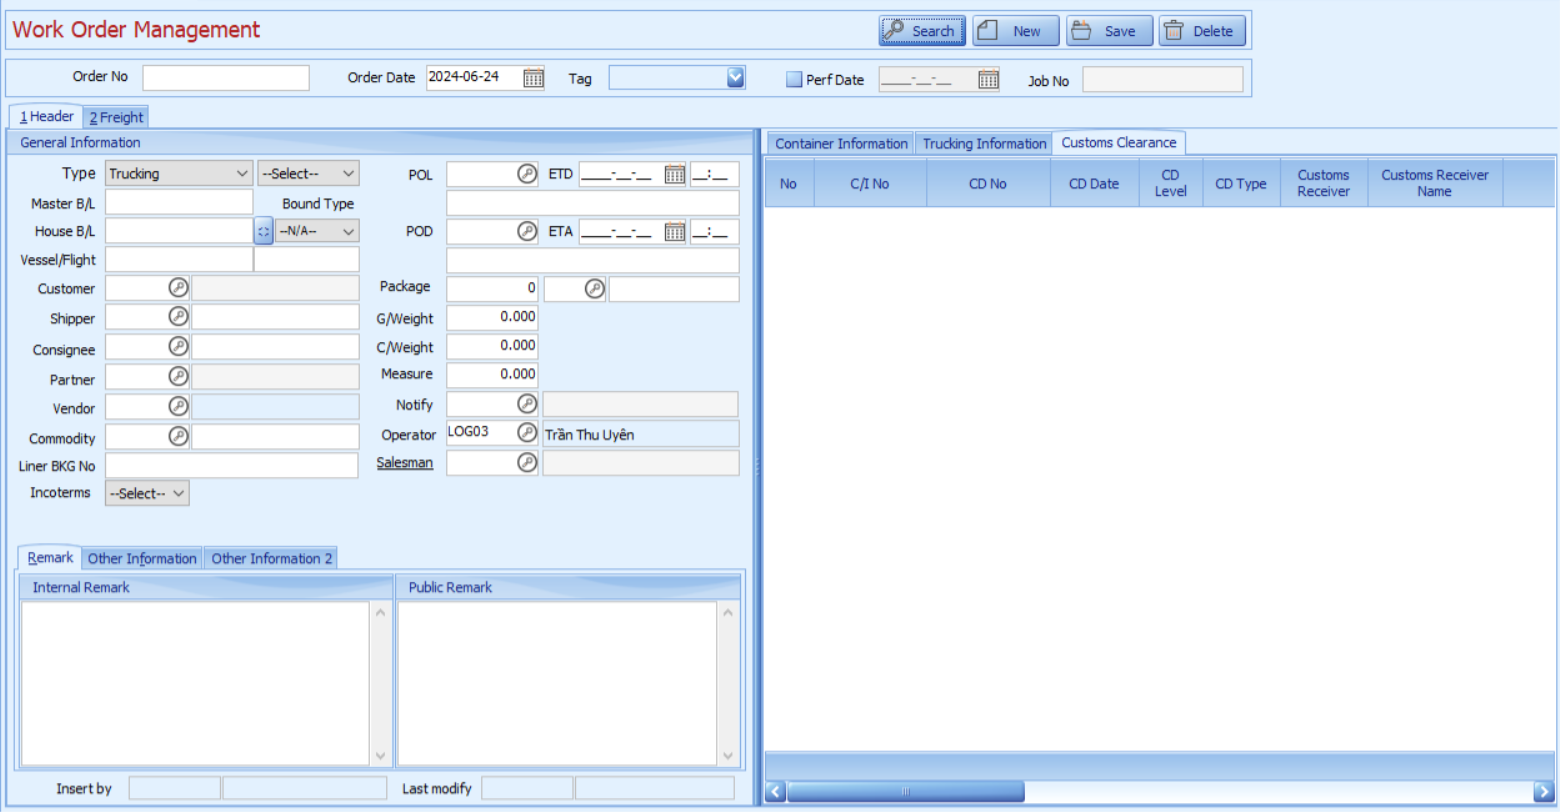 Work Order Management
Search New Save Delete
Order No Order Date 2024-06-24 Tag Perf Date ____-__-__ Job No
1 Header 2 Freight
General Information
Type Trucking --Select--
Master B/L Bound Type
House B/L --N/A--
Vessel/Flight
Customer
Shipper
Consignee
Partner
Vendor
Commodity
Liner BKG No
Incoterms --Select--
POL ETD ____-__-__ __:__
POD ETA ____-__-__ __:__
Package 0
G/Weight 0.000
C/Weight 0.000
Measure 0.000
Notify
Operator LOG03 Trần Thu Uyên
Salesman
Remark Other Information Other Information 2
Internal Remark Public Remark
Insert by Last modify
Container Information Trucking Information Customs Clearance
No C/I No CD No CD Date CD Level CD Type Customs Receiver Customs Receiver Name